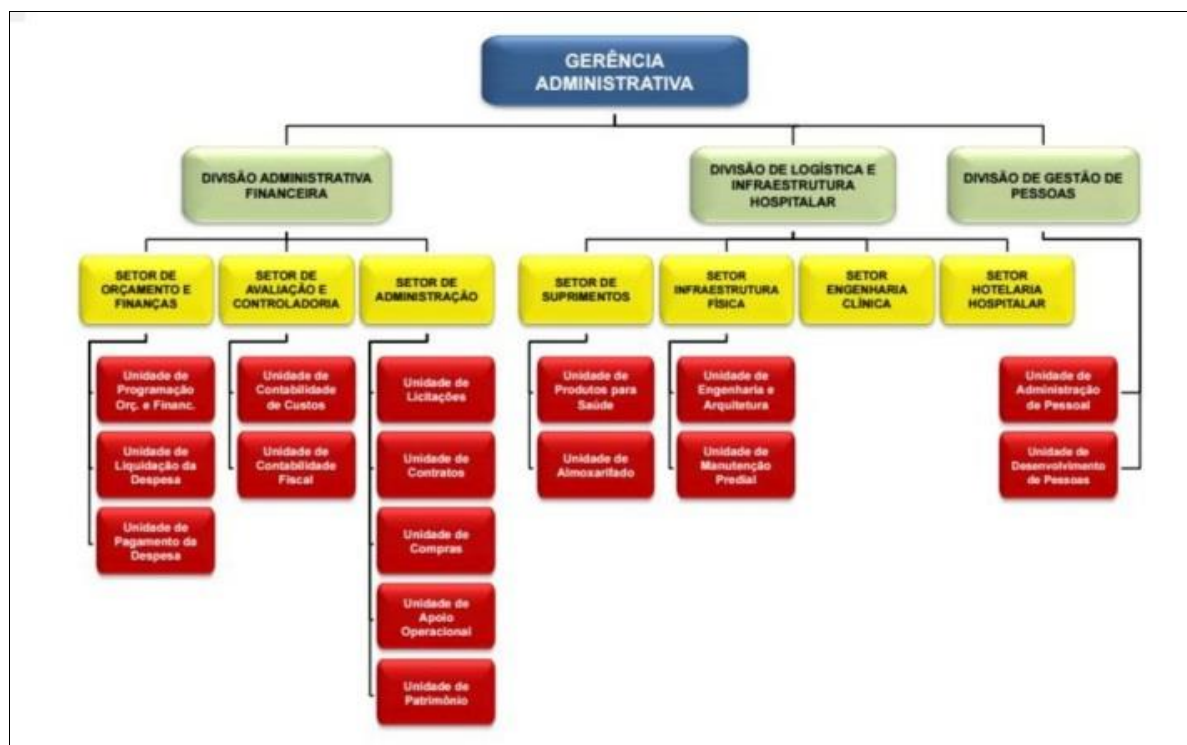 GERÊNCIA
ADMINISTRATIVA
DIVISÃO ADMINISTRATIVA
FINANCEIRA
DIVISÃO DE LOGÍSTICA E
INFRAESTRUTURA
HOSPITALAR
DIVISÃO DE GESTÃO DE
PESSOAS
SETOR DE
ORÇAMENTO E
FINANÇAS
SETOR DE
AVALIAÇÃO E
CONTROLADORIA
SETOR DE
ADMINISTRAÇÃO
SETOR DE
SUPRIMENTOS
SETOR
INFRAESTRUTURA
FÍSICA
SETOR
ENGENHARIA
CLÍNICA
SETOR
HOTELARIA
HOSPITALAR
Unidade de
Programação
Orç. e Financ.
Unidade de
Liquidação da
Despesa
Unidade de
Pagamento da
Despesa
Unidade de
Contabilidade
de Custos
Unidade de
Contabilidade
Fiscal
Unidade de
Licitações
Unidade de
Contratos
Unidade de
Compras
Unidade de
Apoio
Operacional
Unidade de
Patrimônio
Unidade de
Produtos para
Saúde
Unidade de
Almoxarifado
Unidade de
Engenharia e
Arquitetura
Unidade de
Manutenção
Predial
Unidade de
Administração
de Pessoal
Unidade de
Desenvolvimento
de Pessoas